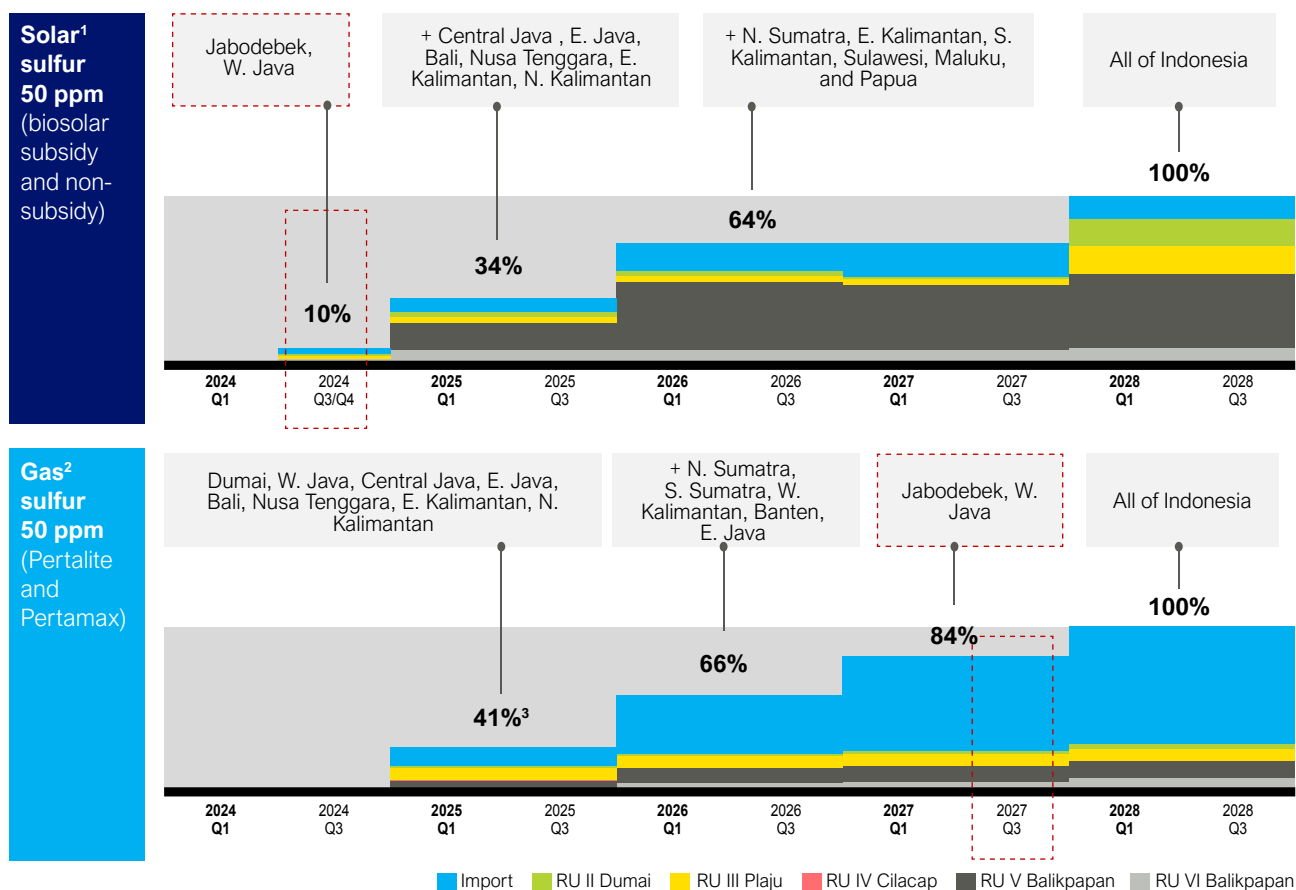 Solar¹
sulfur
50 ppm
(biosolar
subsidy
and non-
subsidy)
Jabodebek,
W. Java
+ Central Java , E. Java,
Bali, Nusa Tenggara, E.
Kalimantan, N. Kalimantan
+ N. Sumatra, E. Kalimantan, S.
Kalimantan, Sulawesi, Maluku,
and Papua
All of Indonesia
10%
34%
64%
100%
2024
Q1
2024
Q3/Q4
2025
Q1
2025
Q3
2026
Q1
2026
Q3
2027
Q1
2027
Q3
2028
Q1
2028
Q3
Gas²
sulfur
50 ppm
(Pertalite
and
Pertamax)
Dumai, W. Java, Central Java, E. Java,
Bali, Nusa Tenggara, E. Kalimantan, N.
Kalimantan
+ N. Sumatra,
S. Sumatra, W.
Kalimantan, Banten,
E. Java
Jabodebek, W.
Java
All of Indonesia
41%³
66%
84%
100%
2024
Q1
2024
Q3
2025
Q1
2025
Q3
2026
Q1
2026
Q3
2027
Q1
2027
Q3
2028
Q1
2028
Q3
Import
RU II Dumai
RU III Plaju
RU IV Cilacap
RU V Balikpapan
RU VI Balikpapan